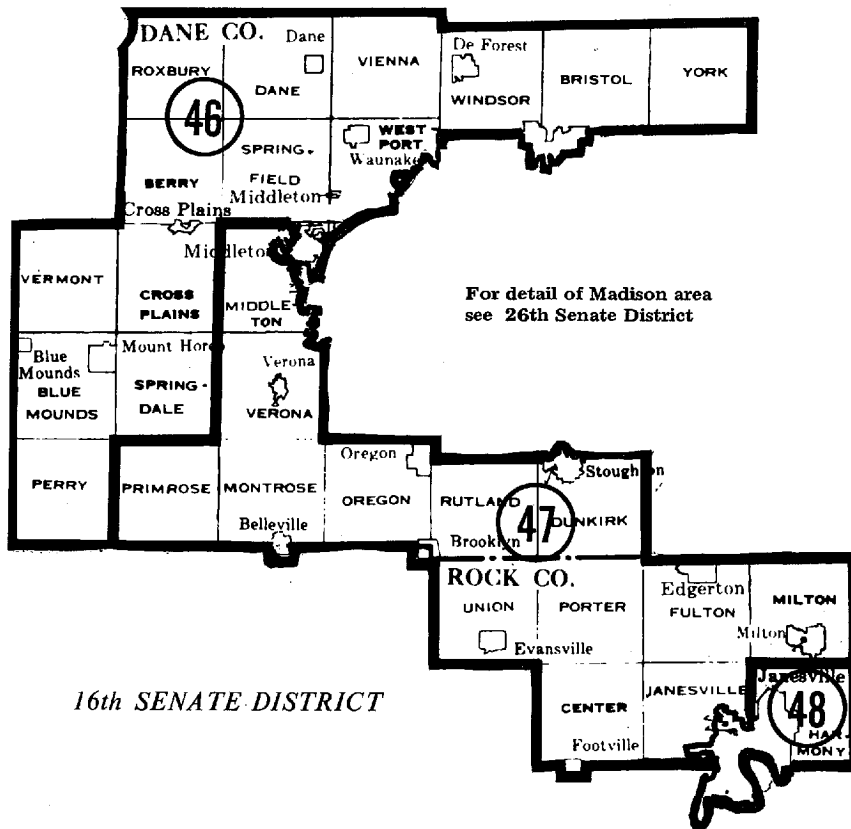 DANE CO.
Dane
ROXBURY
DANE
VIENNA
De Forest
WINDSOR
BRISTOL
YORK
46
BERRY
SPRING-
FIELD
WEST
PORT
Waunake
Middleton
Cross Plains
Middleton
VERMONT
CROSS
PLAINS
MIDDLE-
TON
For detail of Madison area
see 26th Senate District
Blue
Mounds
BLUE
MOUNDS
Mount Hore
SPRING-
DALE
Verona
VERONA
PERRY
PRIMROSE
MONTROSE
Belleville
Oregon
OREGON
RUTLAND
Brooklyn
Stoughton
47
DUNKIRK
ROCK CO.
UNION
Evansville
PORTER
Edgerton
FULTON
MILTON
Milton
16th SENATE DISTRICT
CENTER
Footville
JANESVILLE
Janesville
48
HAR-
MONY